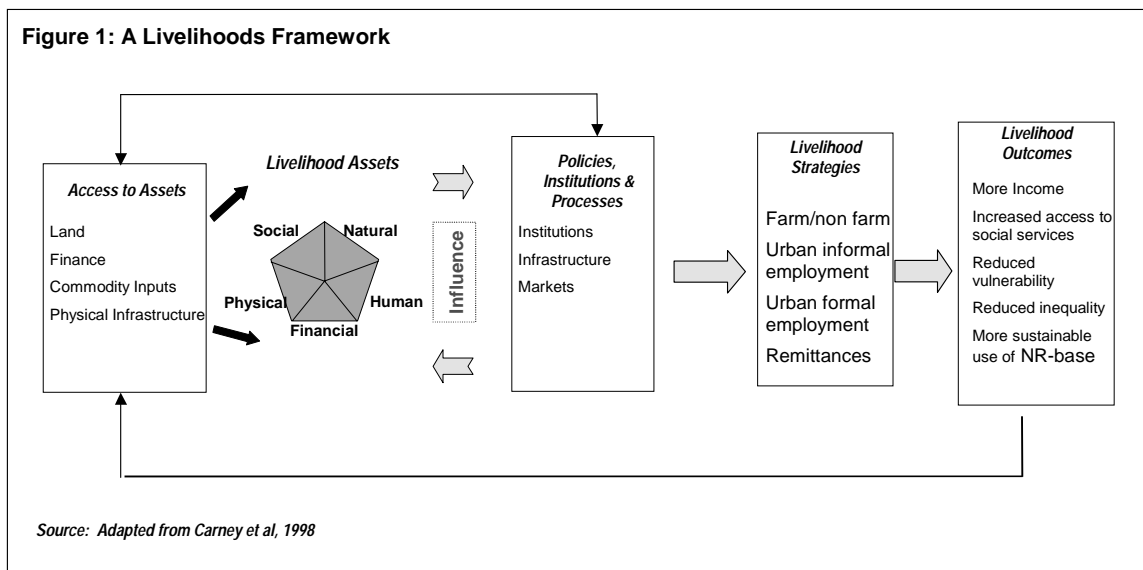 Figure 1: A Livelihoods Framework
Access to Assets
Land
Finance
Commodity Inputs
Physical Infrastructure
Livelihood Assets
Social
Natural
Physical
Human
Financial
Influence
Policies,
Institutions &
Processes
Institutions
Infrastructure
Markets
Livelihood
Strategies
Farm/non farm
Urban informal
employment
Urban formal
employment
Remittances
Livelihood
Outcomes
More Income
Increased access to
social services
Reduced
vulnerability
Reduced inequality
More sustainable
use of NR-base
Source: Adapted from Carney et al, 1998